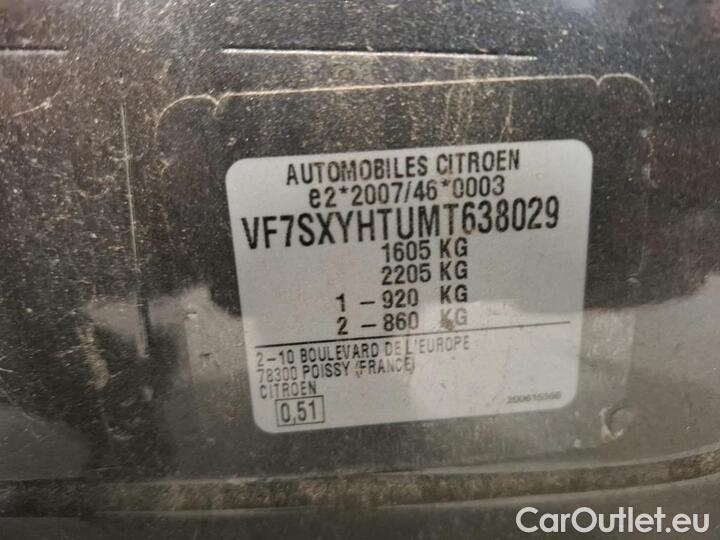 AUTOMOBILES CITROEN
e2*2007/46*0003
VF7SXYHTUMT638029
1605 KG
2205 KG
1 – 920 KG
2 – 860 KG
2–10 BOULEVARD DE L'EUROPE
78300 POISSY (FRANCE)
CITROEN
0,51
CarOutlet.eu